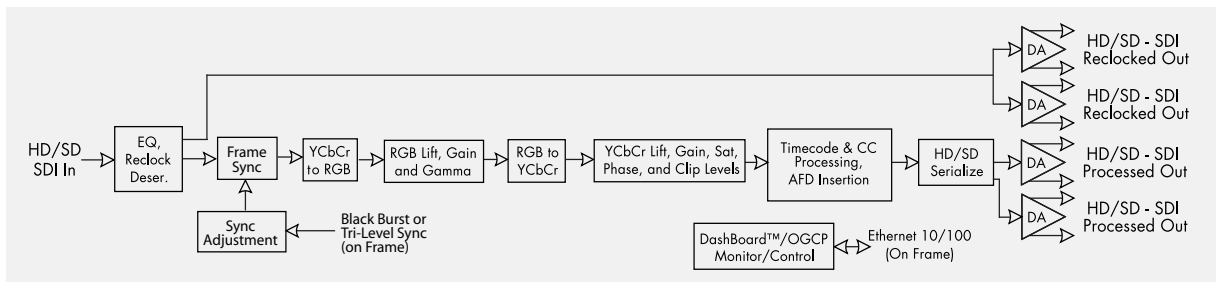 HD/SD
SDI In
EQ,
Reclock
Deser.
Frame
Sync
YCbCr
to RGB
RGB Lift, Gain
and Gamma
RGB to
YCbCr
YCbCr Lift, Gain, Sat,
Phase, and Clip Levels
Timecode & CC
Processing,
AFD Insertion
HD/SD
Serialize
DA
HD/SD - SDI
Reclocked Out
DA
HD/SD - SDI
Reclocked Out
DA
HD/SD - SDI
Processed Out
DA
HD/SD - SDI
Processed Out
Sync
Adjustment
Black Burst or
Tri-Level Sync
(on Frame)
DashBoard™/OGCP
Monitor/Control
Ethernet 10/100
(On Frame)